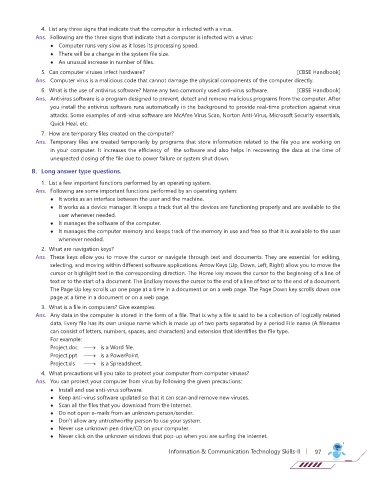 4. List any three signs that indicate that the computer is infected with a virus.
Ans. Following are the three signs that indicate that a computer is infected with a virus:
• Computer runs very slow as it loses its processing speed.
• There will be a change in the system file size.
• An unusual increase in number of files.
5. Can computer viruses infect hardware? [CBSE Handbook]
Ans. Computer virus is a malicious code that cannot damage the physical components of the computer directly.
6. What is the use of antivirus software? Name any two commonly used anti-virus software. [CBSE Handbook]
Ans. Antivirus software is a program designed to prevent, detect and remove malicious programs from the computer. After
you install the antivirus software runs automatically in the background to provide real-time protection against virus
attacks. Some examples of anti-virus software are McAfee Virus Scan, Norton Anti-Virus, Microsoft Security essentials,
Quick Heal, etc.
7. How are temporary files created on the computer?
Ans. Temporary files are created temporarily by programs that store information related to the file you are working on
in your computer. It increases the efficiency of the software and also helps in recovering the data at the time of
unexpected closing of the file due to power failure or system shut down.
B. Long answer type questions.
1. List a few important functions performed by an operating system.
Ans. Following are some important functions performed by an operating system:
• It works as an interface between the user and the machine.
• It works as a device manager. It keeps a track that all the devices are functioning properly and are available to the
user whenever needed.
• It manages the software of the computer.
• It manages the computer memory and keeps track of the memory in use and free so that it is available to the user
whenever needed.
2. What are navigation keys?
Ans. These keys allow you to move the cursor or navigate through text and documents. They are essential for editing,
selecting, and moving within different software applications. Arrow Keys (Up, Down, Left, Right) allow you to move the
cursor or highlight text in the corresponding direction. The Home key moves the cursor to the beginning of a line of
text or to the start of a document. The End key moves the cursor to the end of a line of text or to the end of a document.
The Page Up key scrolls up one page at a time in a document or on a web page. The Page Down key scrolls down one
page at a time in a document or on a web page.
3. What is a file in computers? Give examples.
Ans. Any data in the computer is stored in the form of a file. That is why a file is said to be a collection of logically related
data. Every file has its own unique name which is made up of two parts separated by a period File name (A filename
can consist of letters, numbers, spaces, and characters) and extension that identifies the file type.
For example:
Project.doc ⟶ is a Word file.
Project.ppt ⟶ is a PowerPoint.
Project.xls ⟶ is a Spreadsheet.
4. What precautions will you take to protect your computer from computer viruses?
Ans. You can protect your computer from virus by following the given precautions:
• Install and use anti-virus software.
• Keep anti-virus software updated so that it can scan and remove new viruses.
• Scan all the files that you download from the Internet.
• Do not open e-mails from an unknown person/sender.
• Don't allow any untrustworthy person to use your system.
• Never use unknown pen drive/CD on your computer.
• Never click on the unknown windows that pop-up when you are surfing the internet.
Information & Communication Technology Skills-II | 97